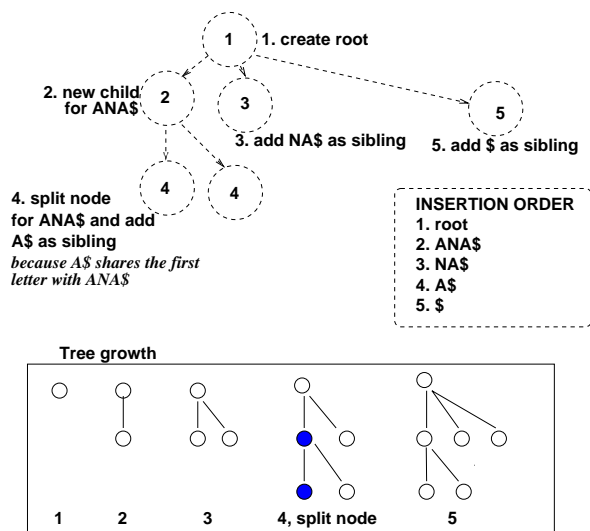 1
1. create root
2. new child
for ANA$
2
3
5
3. add NA$ as sibling
5. add $ as sibling
4
4
4. split node
for ANA$ and add
A$ as sibling
because A$ shares the first
letter with ANA$
INSERTION ORDER
1. root
2. ANA$
3. NA$
4. A$
5. $
Tree growth
1
2
3
4, split node
5